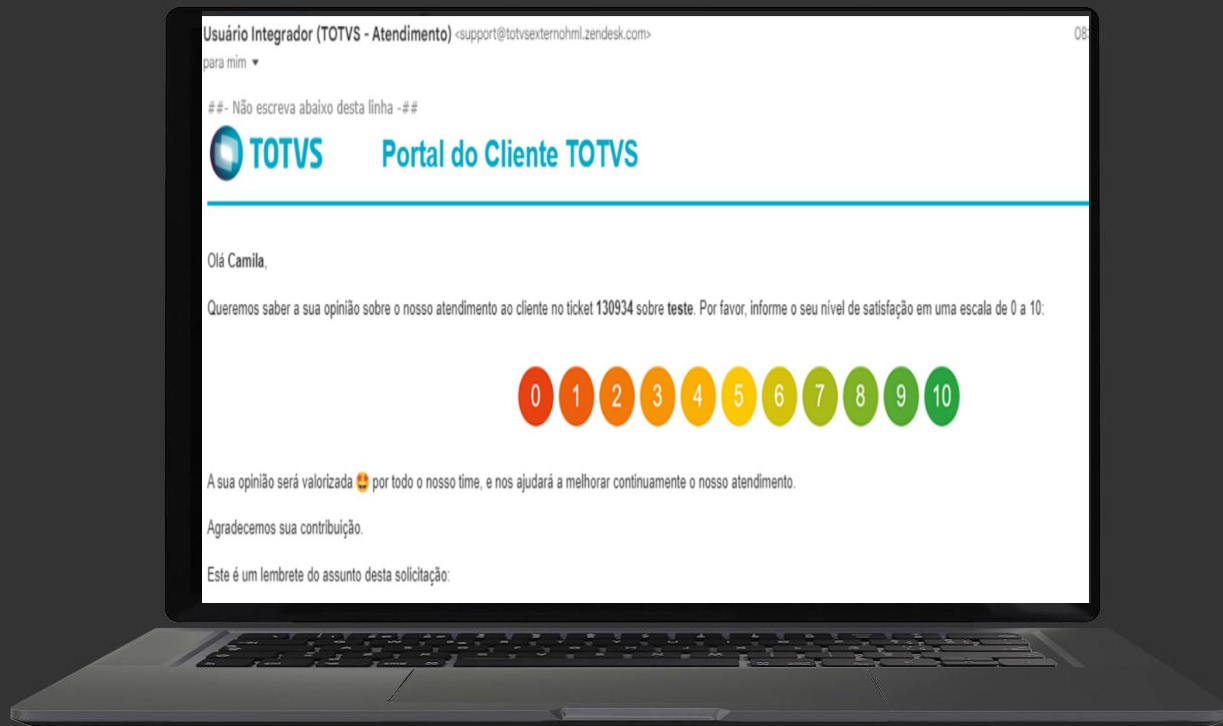 Usuário Integrador (TOTVS - Atendimento) <support@totvsexternohml.zendesk.com> 08:
para mim
##- Não escreva abaixo desta linha -##
TOTVS Portal do Cliente TOTVS
Olá Camila,
Queremos saber a sua opinião sobre o nosso atendimento ao cliente no ticket 130934 sobre teste. Por favor, informe o seu nível de satisfação em uma escala de 0 a 10:
0 1 2 3 4 5 6 7 8 9 10
A sua opinião será valorizada 🤩 por todo o nosso time, e nos ajudará a melhorar continuamente o nosso atendimento.
Agradecemos sua contribuição.
Este é um lembrete do assunto desta solicitação: